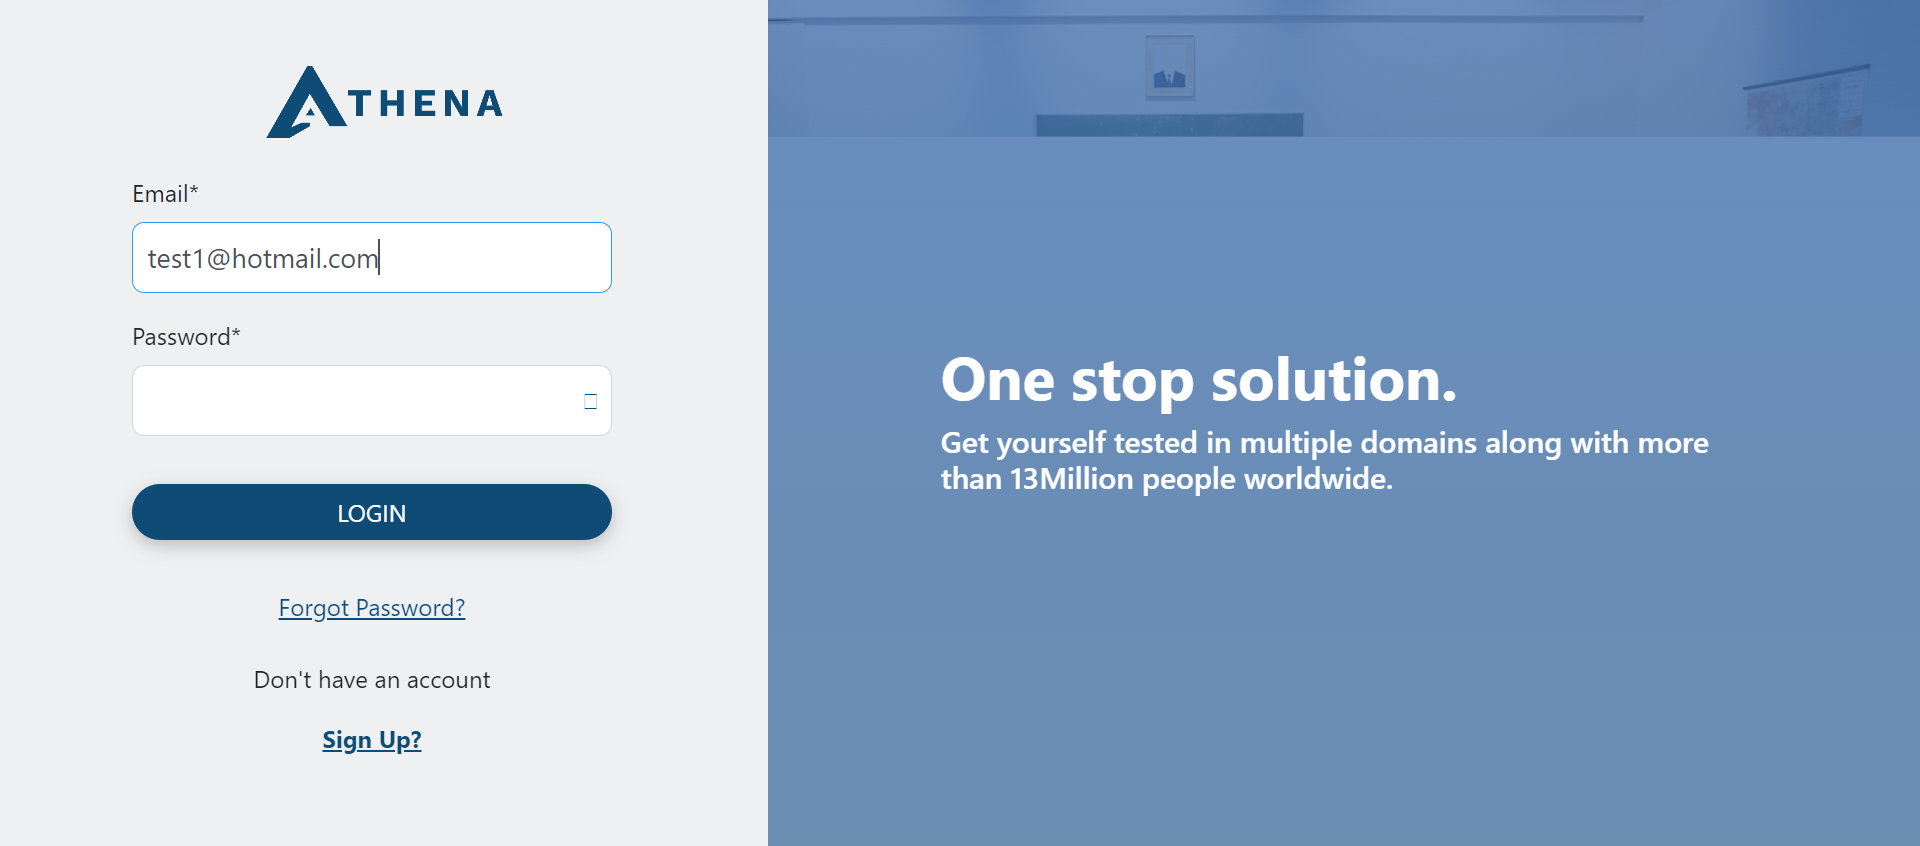 ATHENA
Email*
test1@hotmail.com
Password*
LOGIN
Forgot Password?
Don't have an account
Sign Up?
One stop solution.
Get yourself tested in multiple domains along with more
than 13Million people worldwide.